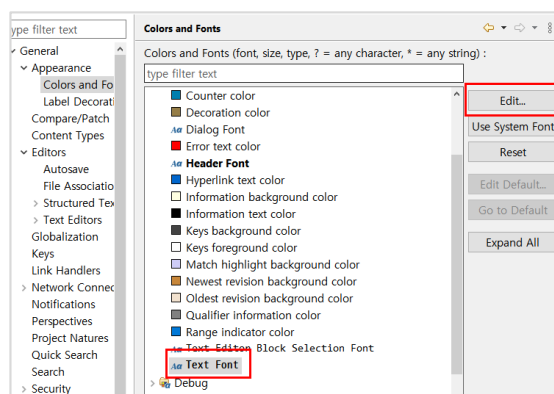 ype filter text
General
Appearance
Colors and Fo
Label Decorati
Compare/Patch
Content Types
Editors
Autosave
File Associatio
Structured Tex
Text Editors
Globalization
Keys
Link Handlers
Network Connec
Notifications
Perspectives
Project Natures
Quick Search
Search
Security
Colors and Fonts
Colors and Fonts (font, size, type, ? = any character, * = any string) :
type filter text
Counter color
Decoration color
Aa Dialog Font
Error text color
Aa Header Font
Hyperlink text color
Information background color
Information text color
Keys background color
Keys foreground color
Match highlight background color
Newest revision background color
Oldest revision background color
Qualifier information color
Range indicator color
Aa Text Editor Block Selection Font
Aa Text Font
Debug
Edit...
Use System Font
Reset
Edit Default...
Go to Default
Expand All